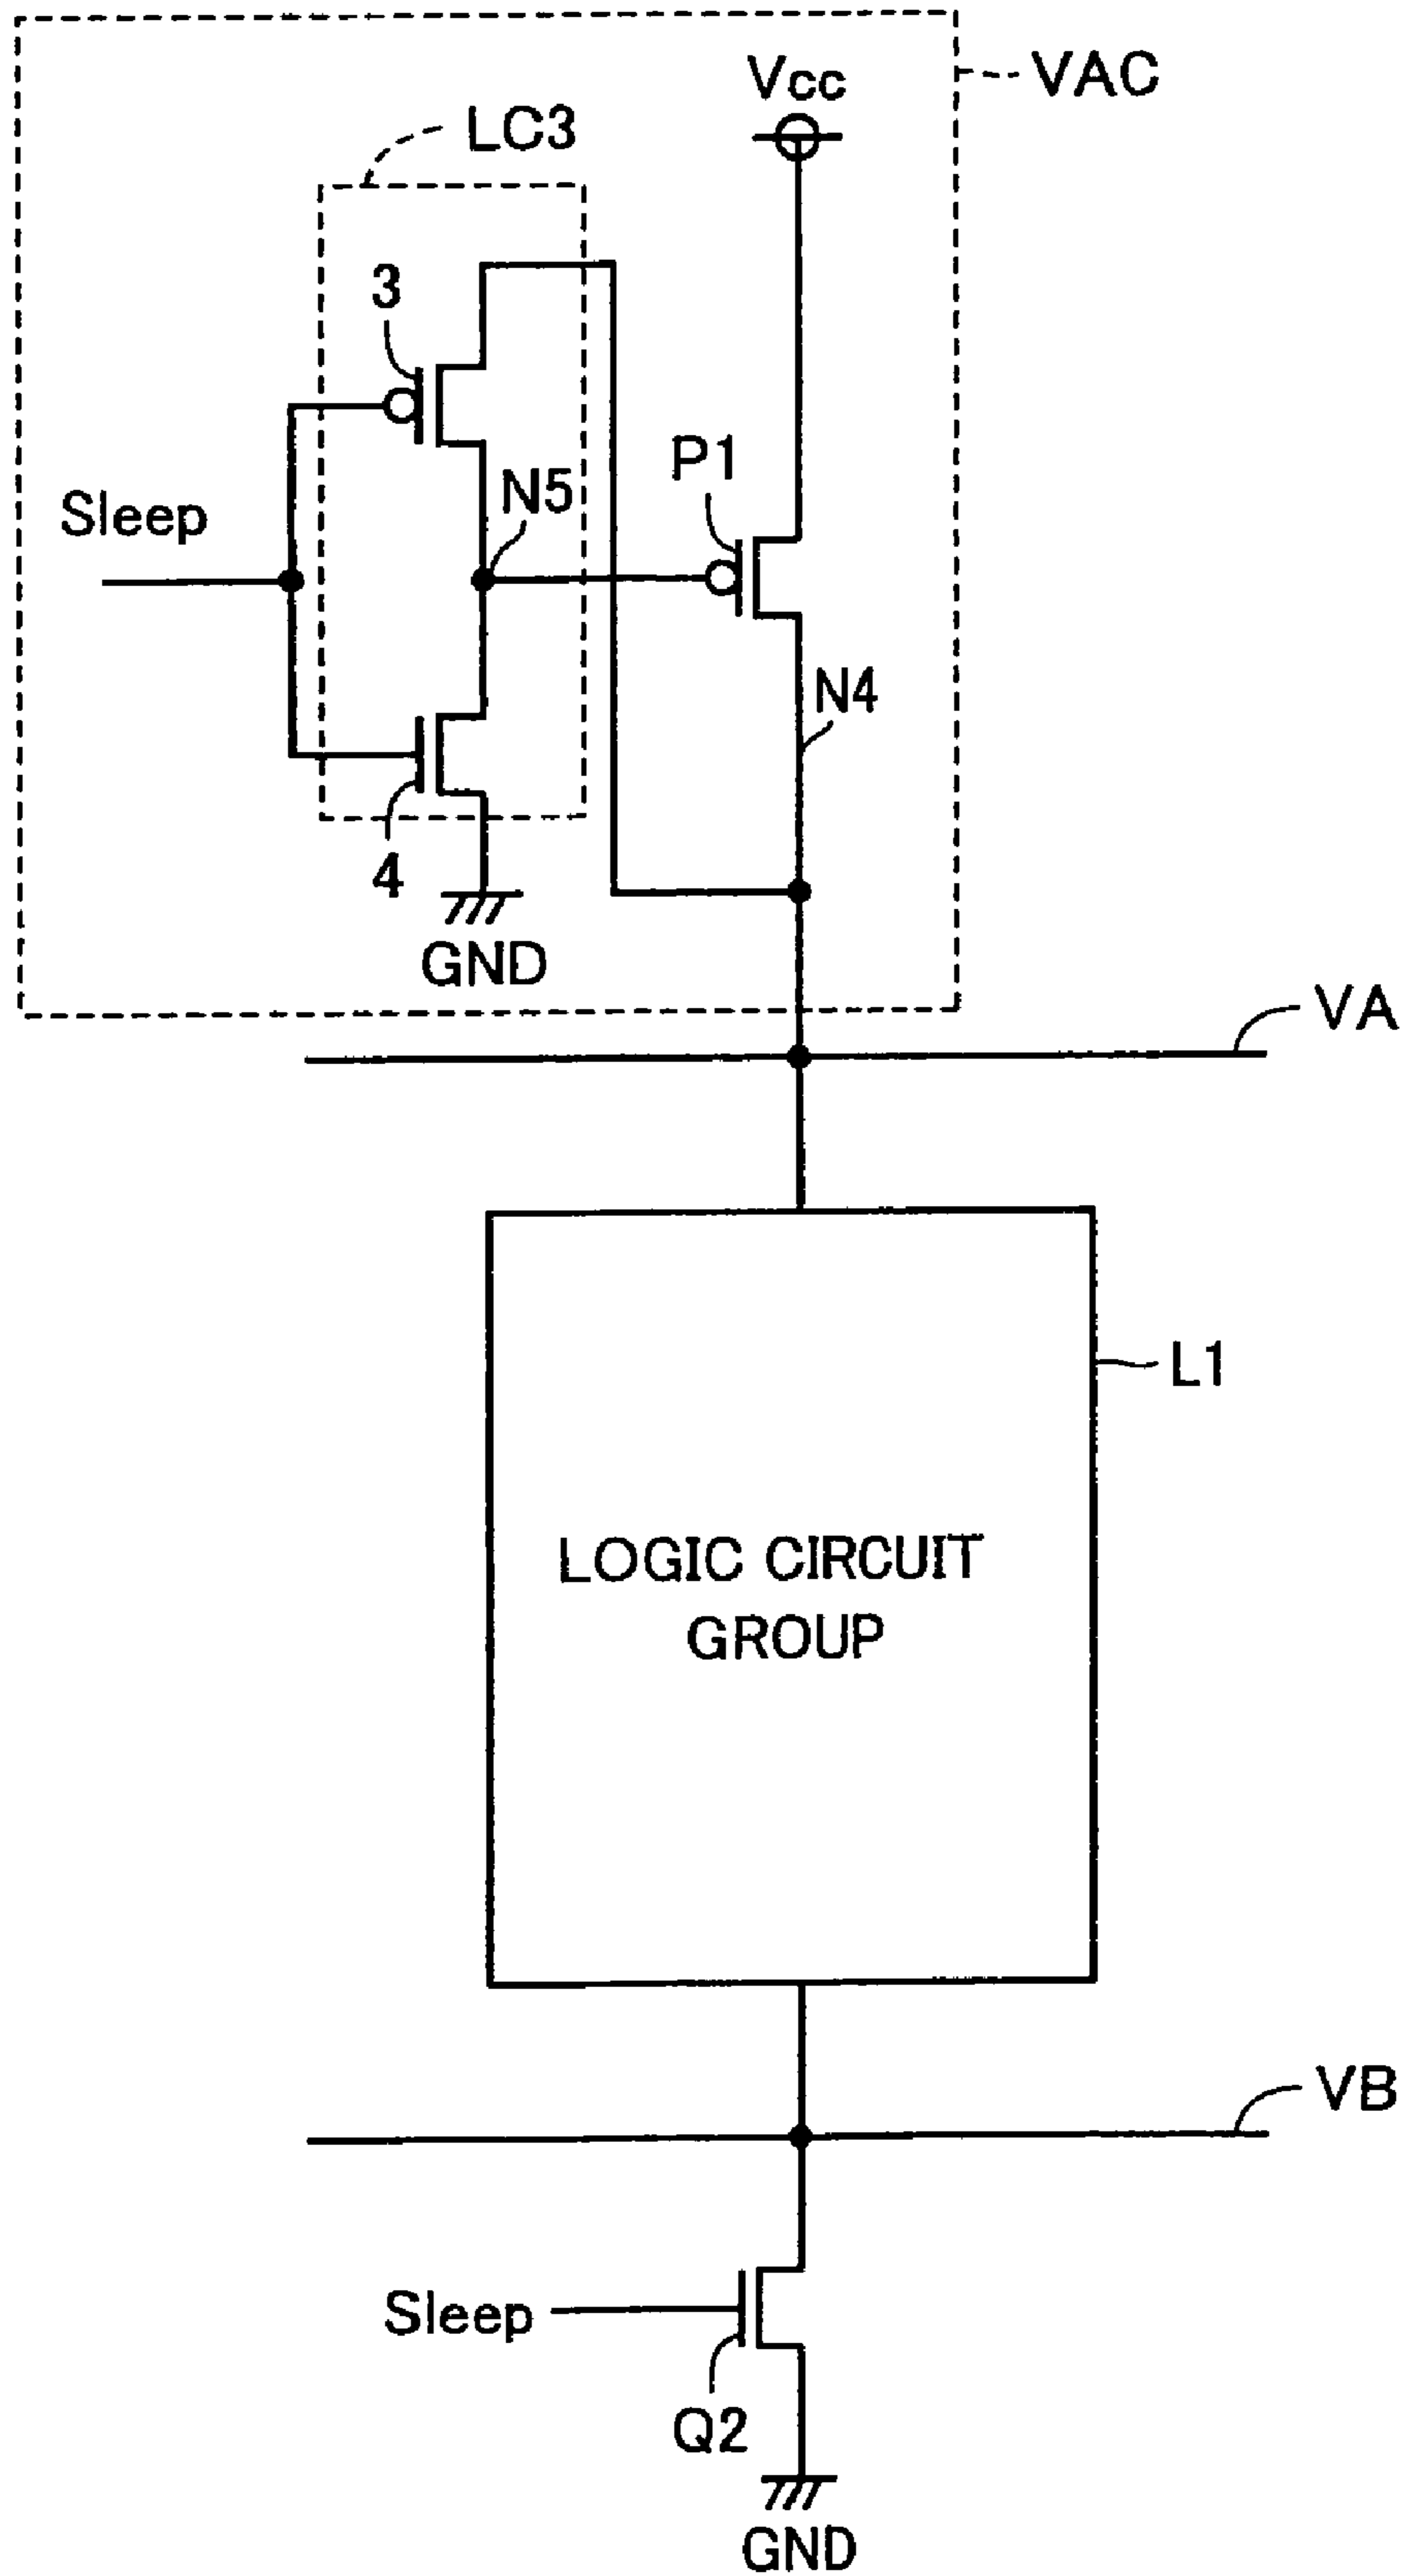 VAC
Vcc
LC3
3
P1
N5
Sleep
N4
4
GND
VA
L1
LOGIC CIRCUIT
GROUP
VB
Sleep
Q2
GND